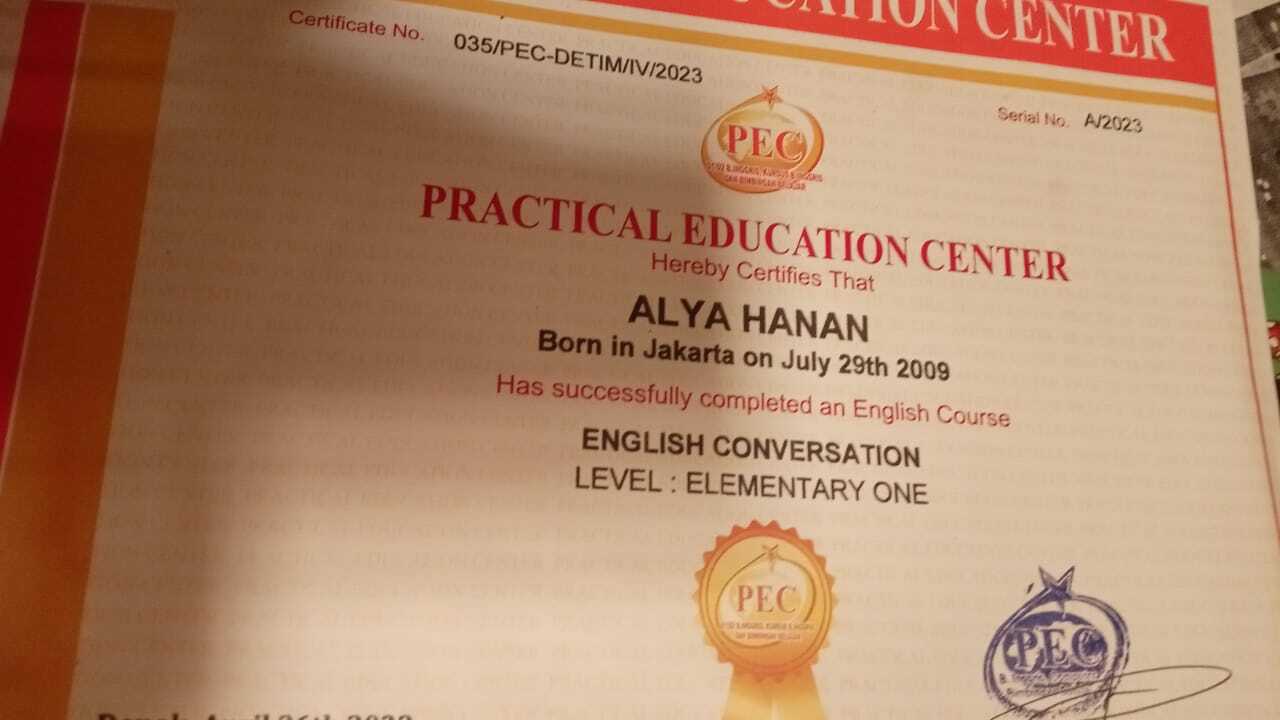 EDUCATION CENTER
Certificate No. 035/PEC-DETIM/IV/2023
Serial No. A/2023
PEC
PRACTICAL EDUCATION CENTER
Hereby Certifies That
ALYA HANAN
Born in Jakarta on July 29th 2009
Has successfully completed an English Course
ENGLISH CONVERSATION
LEVEL : ELEMENTARY ONE
PEC
PEC